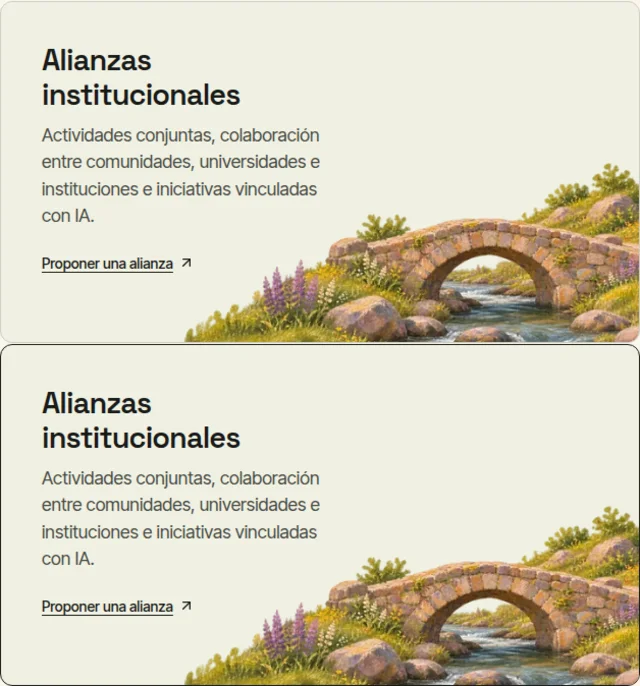 Alianzas
institucionales
Actividades conjuntas, colaboración
entre comunidades, universidades e
instituciones e iniciativas vinculadas
con IA.
Proponer una alianza ↗
Alianzas
institucionales
Actividades conjuntas, colaboración
entre comunidades, universidades e
instituciones e iniciativas vinculadas
con IA.
Proponer una alianza ↗